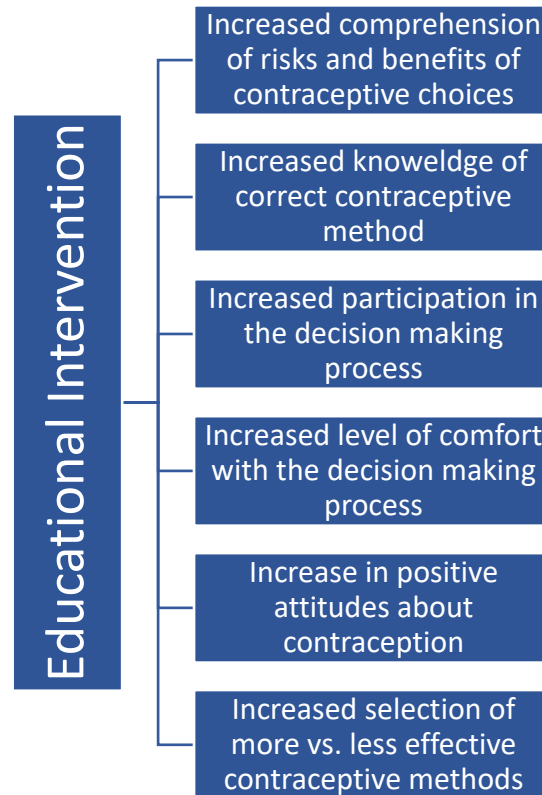 Educational Intervention
Increased comprehension
of risks and benefits of
contraceptive choices
Increasedknoweldge of
correct contraceptive
method
Increased participation in
the decision making
process
Increased level of comfort
with the decision making
process
Increase in positive
attitudes about
contraception
Increased selection of
more vs. less effective
contraceptive methods